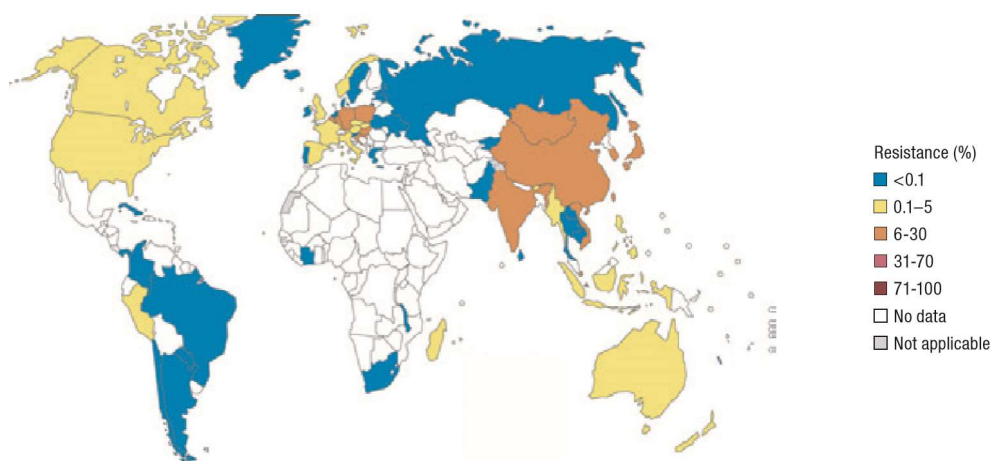 Resistance (%)
<0.1
0.1–5
6-30
31-70
71-100
No data
Not applicable